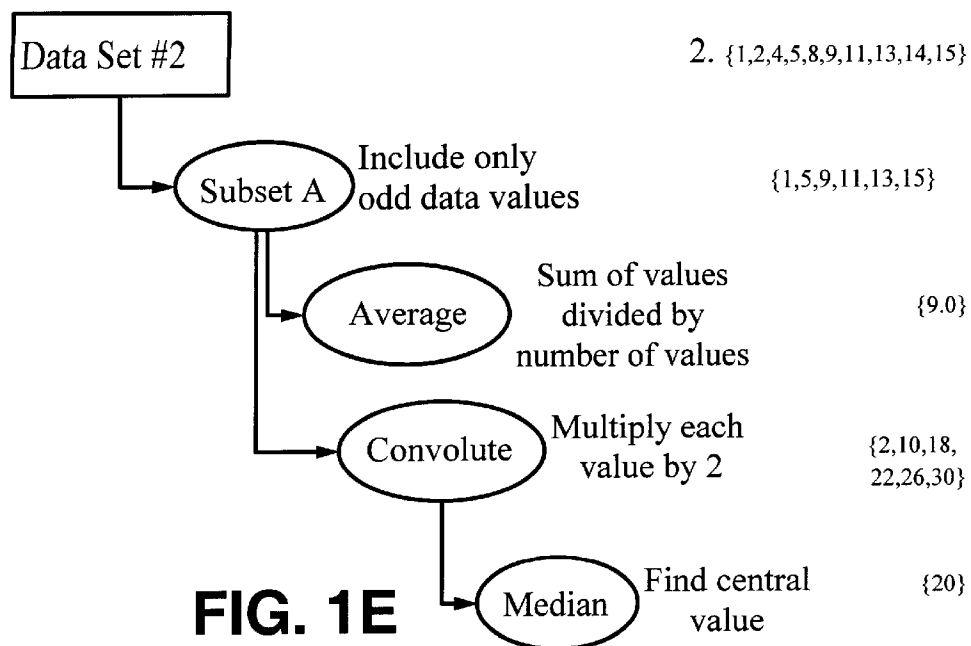 Data Set #2
2. {1,2,4,5,8,9,11,13,14,15}
Subset A
Include only
odd data values
{1,5,9,11,13,15}
Average
Sum of values
divided by
number of values
{9.0}
Convolute
Multiply each
value by 2
{2,10,18,
22,26,30}
Median
Find central
value
{20}
FIG. 1E